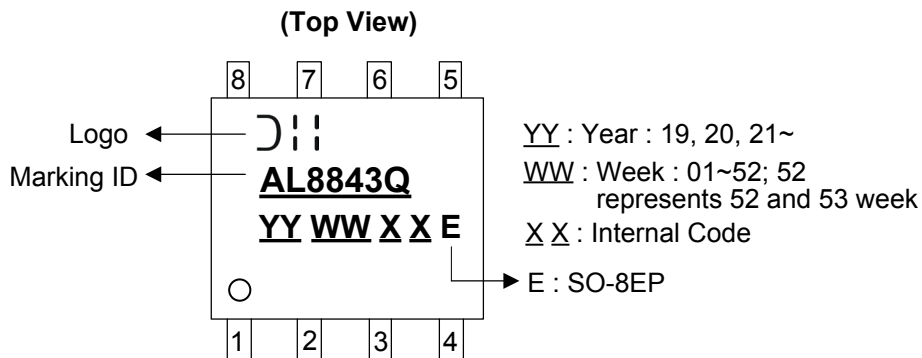 (Top View)
8 7 6 5
Logo
Marking ID
AL8843Q
YY WW X X E
YY : Year : 19, 20, 21~
WW : Week : 01~52; 52
represents 52 and 53 week
X X : Internal Code
E : SO-8EP
1 2 3 4